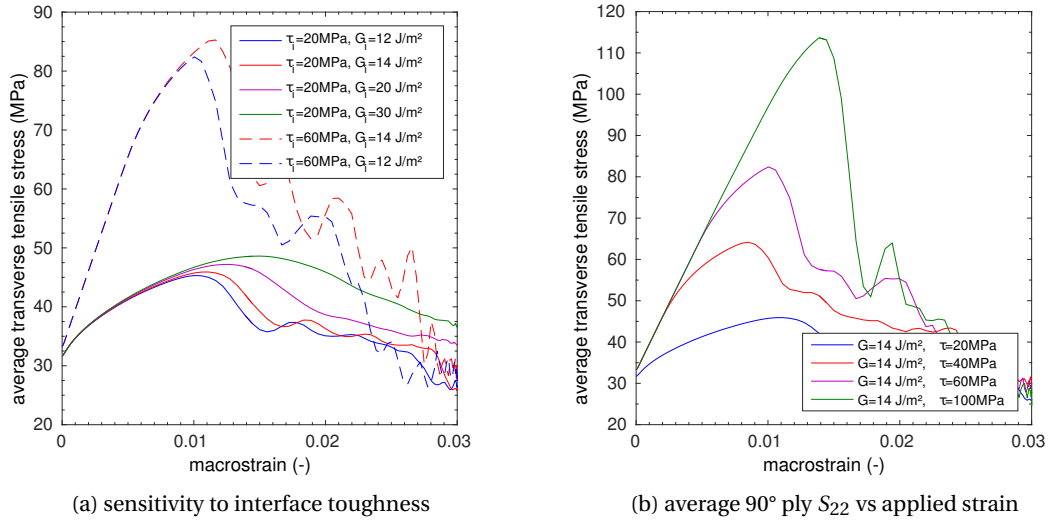 90
80
70
60
50
40
30
20
0
0.01
0.02
0.03
average transverse tensile stress (MPa)
macrostrain (-)
τi=20MPa, Gi=12 J/m²
τi=20MPa, Gi=14 J/m²
τi=20MPa, Gi=20 J/m²
τi=20MPa, Gi=30 J/m²
τi=60MPa, Gi=14 J/m²
τi=60MPa, Gi=12 J/m²
(a) sensitivity to interface toughness
120
110
100
90
80
70
60
50
40
30
20
0
0.01
0.02
0.03
average transverse tensile stress (MPa)
macrostrain (-)
G=14 J/m², τ=20MPa
G=14 J/m², τ=40MPa
G=14 J/m², τ=60MPa
G=14 J/m², τ=100MPa
(b) average 90° ply S22 vs applied strain